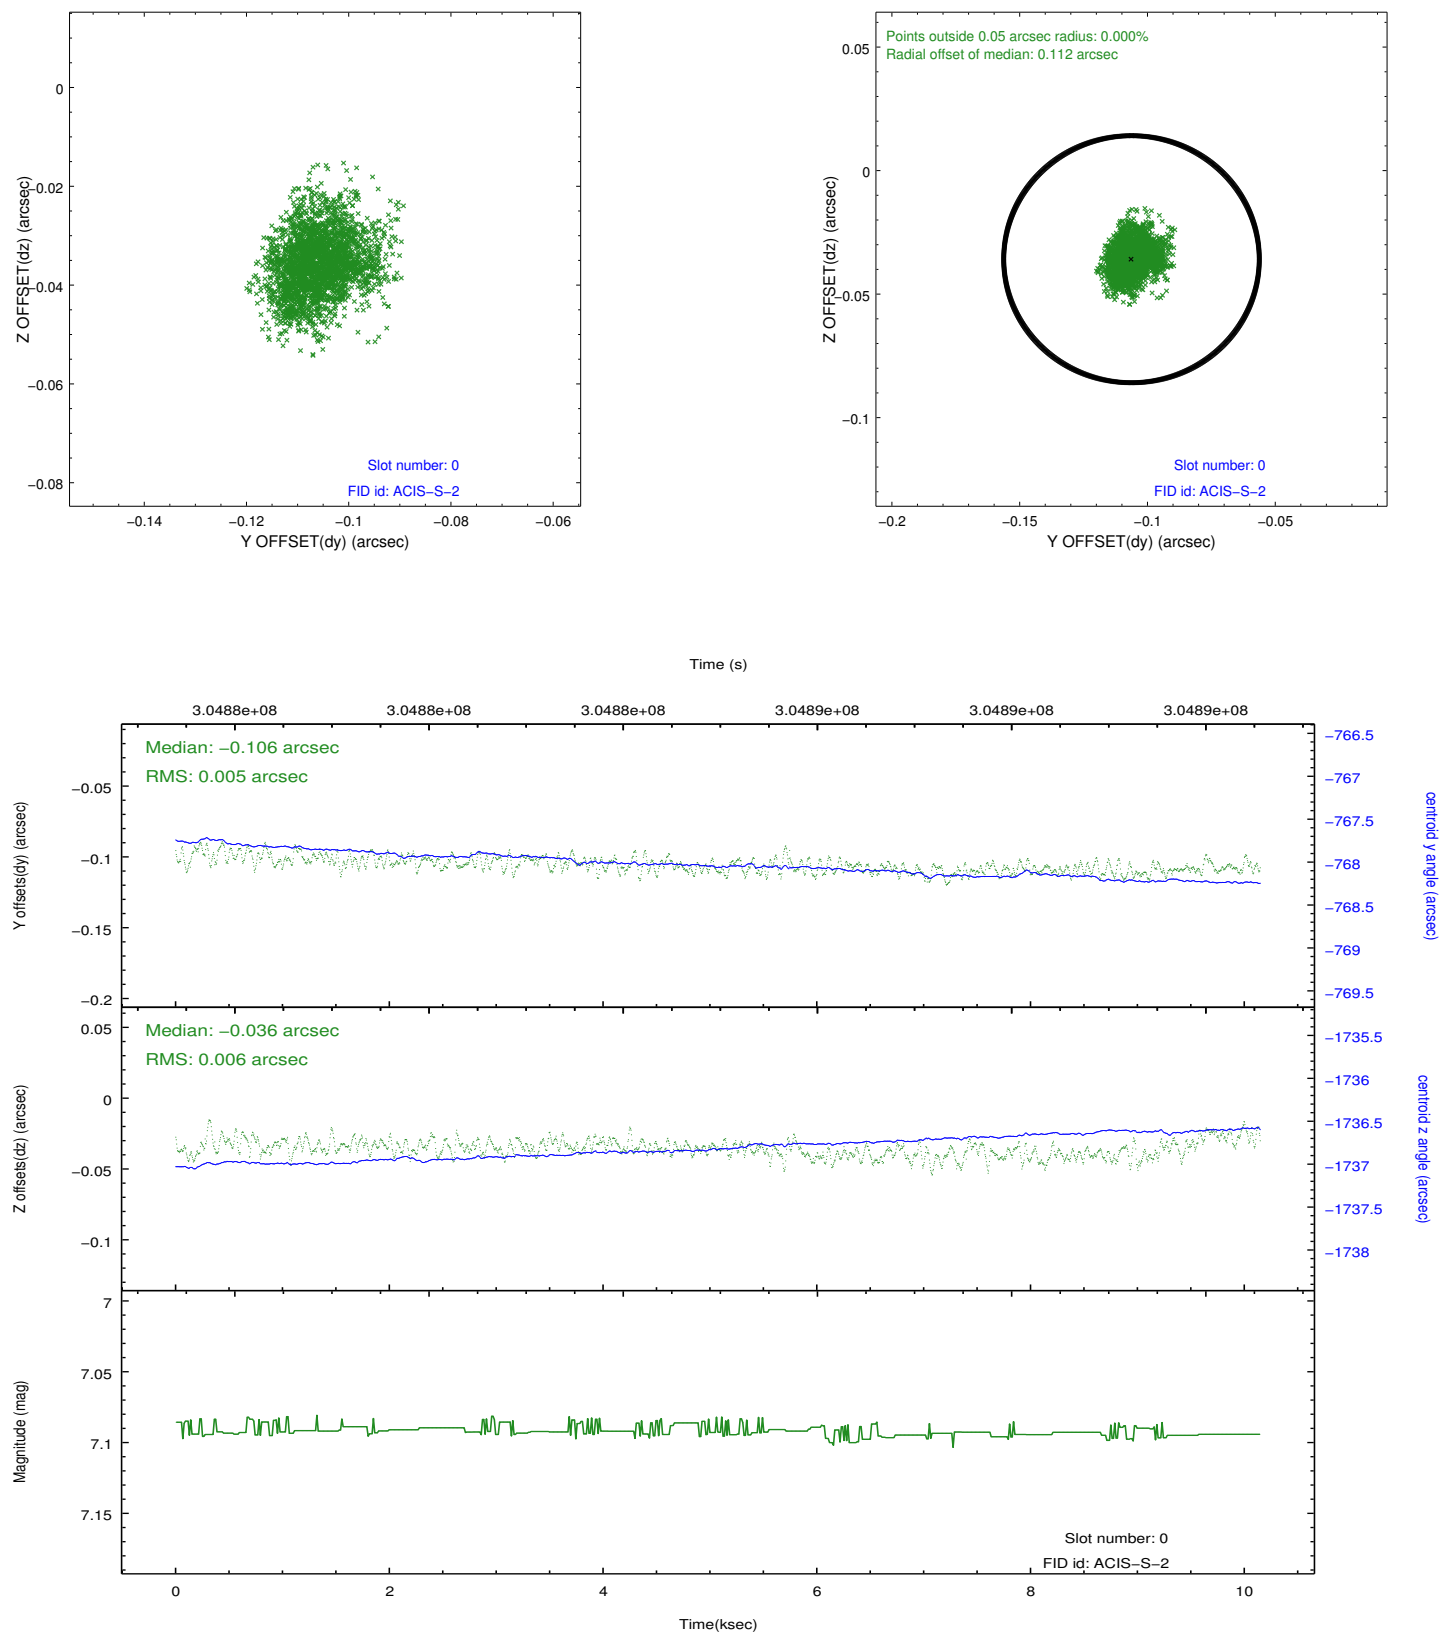 0
−0.02
−0.04
−0.06
−0.08
Z OFFSET(dz) (arcsec)
Slot number: 0
FID id: ACIS−S−2
−0.14 −0.12 −0.1 −0.08 −0.06
Y OFFSET(dy) (arcsec)
Points outside 0.05 arcsec radius: 0.000%
Radial offset of median: 0.112 arcsec
0.05
0
−0.05
−0.1
Z OFFSET(dz) (arcsec)
Slot number: 0
FID id: ACIS−S−2
−0.2 −0.15 −0.1 −0.05
Y OFFSET(dy) (arcsec)
Time (s)
3.0488e+08 3.0488e+08 3.0488e+08 3.0489e+08 3.0489e+08 3.0489e+08
Median: −0.106 arcsec
RMS: 0.005 arcsec
−0.05
−0.1
−0.15
−0.2
Y offsets(dy) (arcsec)
−766.5
−767
−767.5
−768
−768.5
−769
−769.5
centroid y angle (arcsec)
Median: −0.036 arcsec
RMS: 0.006 arcsec
0.05
0
−0.05
−0.1
Z offsets(dz) (arcsec)
−1735.5
−1736
−1736.5
−1737
−1737.5
−1738
centroid z angle (arcsec)
7
7.05
7.1
7.15
Magnitude (mag)
Slot number: 0
FID id: ACIS−S−2
0 2 4 6 8 10
Time(ksec)